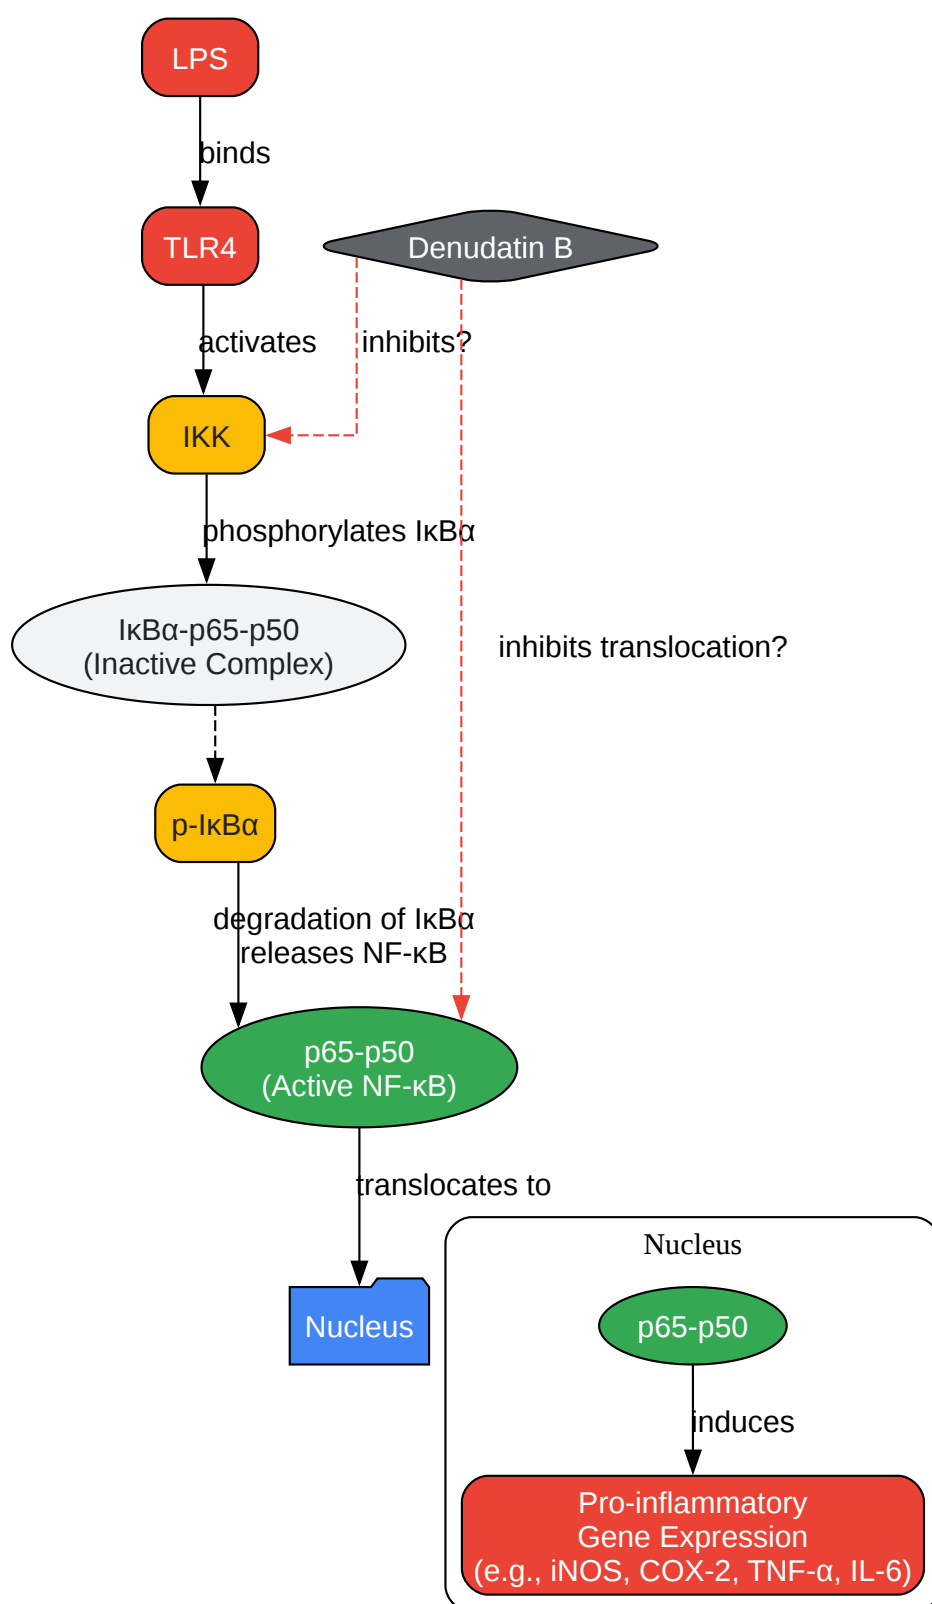 LPS
binds
TLR4
Denudatin B
activates
inhibits?
IKK
phosphorylates IκBα
IκBα-p65-p50
(Inactive Complex)
inhibits translocation?
p-IκBα
degradation of IκBα
releases NF-κB
p65-p50
(Active NF-κB)
translocates to
Nucleus
Nucleus
p65-p50
induces
Pro-inflammatory
Gene Expression
(e.g., iNOS, COX-2, TNF-α, IL-6)